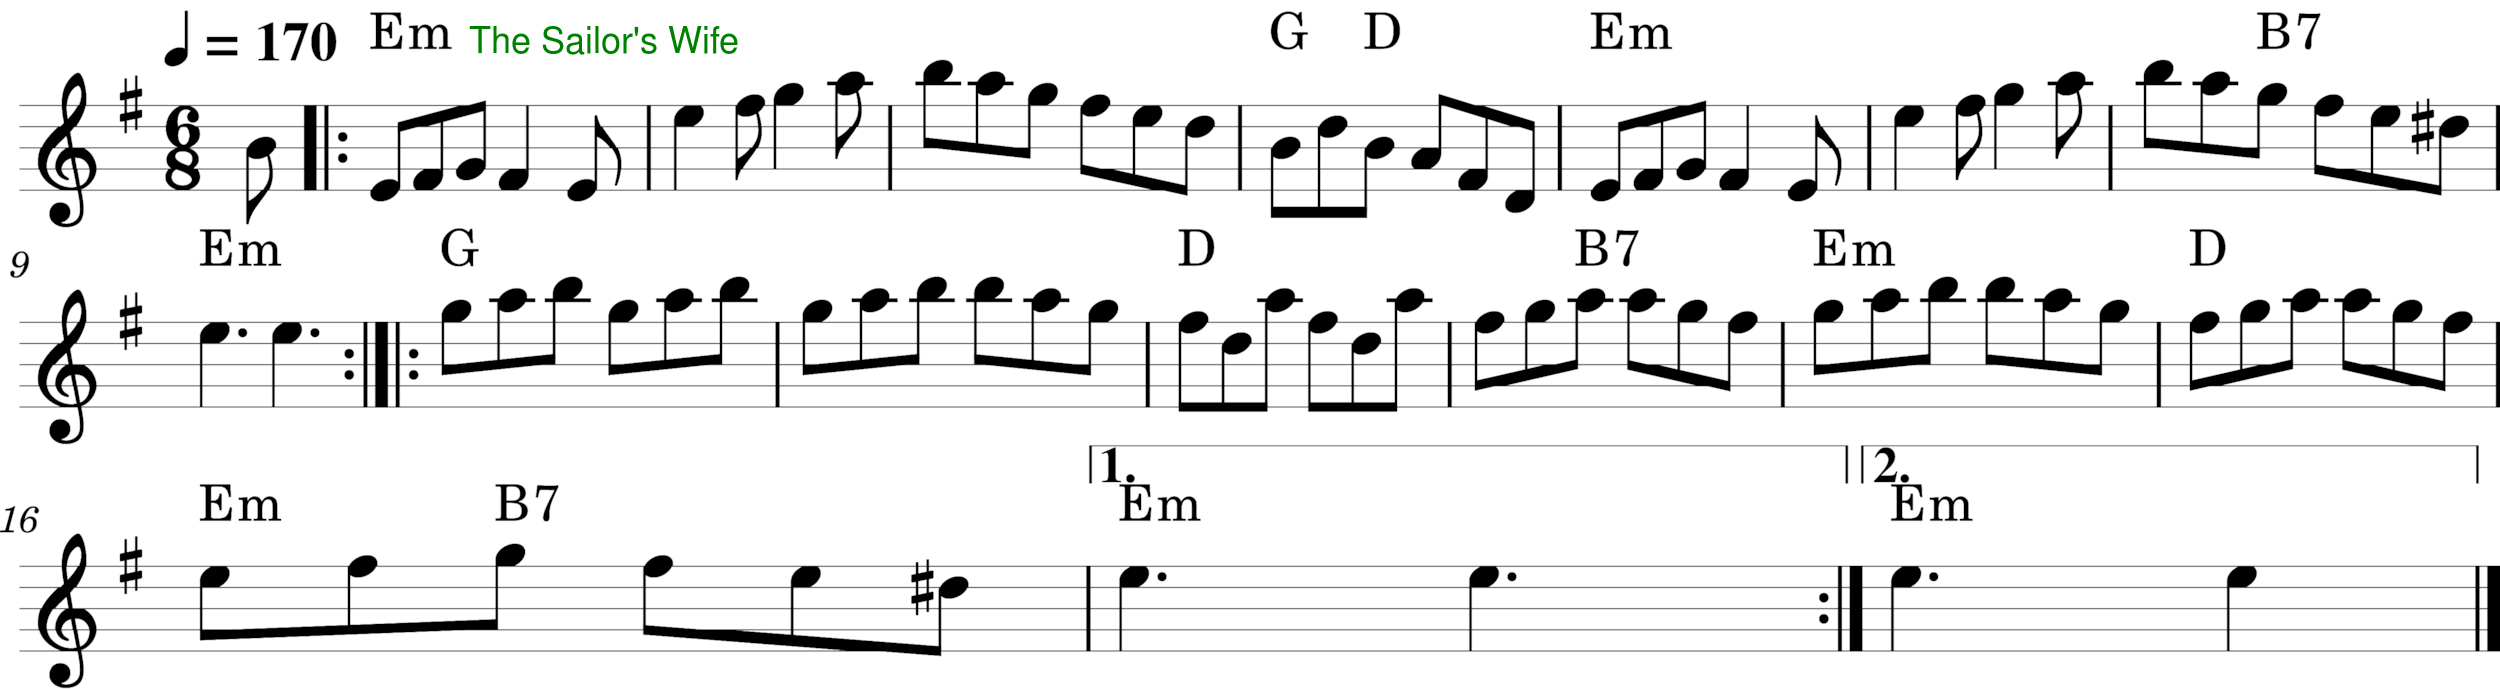 = 170 Em The Sailor's Wife G D Em B7
6
8
9 Em G D B7 Em D
1. 2.
16 Em B7 Em Em